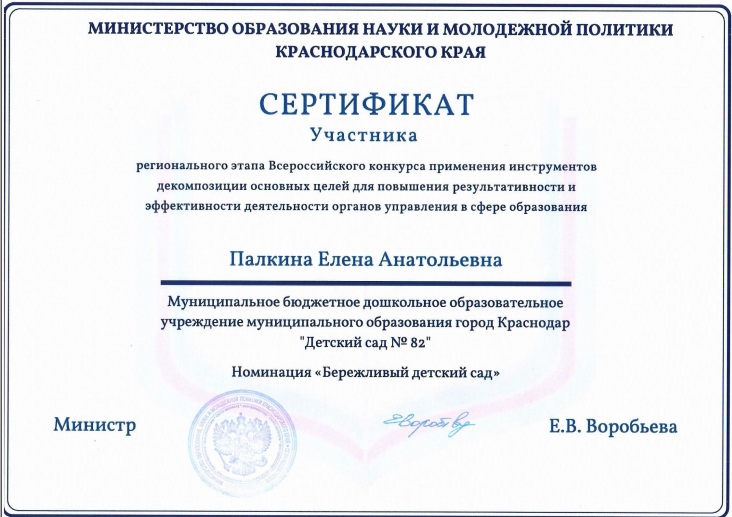 МИНИСТЕРСТВО ОБРАЗОВАНИЯ НАУКИ И МОЛОДЕЖНОЙ ПОЛИТИКИ
КРАСНОДАРСКОГО КРАЯ
СЕРТИФИКАТ
Участника
регионального этапа Всероссийского конкурса применения инструментов
декомпозиции основных целей для повышения результативности и
эффективности деятельности органов управления в сфере образования
Палкина Елена Анатольевна
Муниципальное бюджетное дошкольное образовательное
учреждение муниципального образования город Краснодар
"Детский сад № 82"
Номинация «Бережливый детский сад»
Министр
Е.В. Воробьева